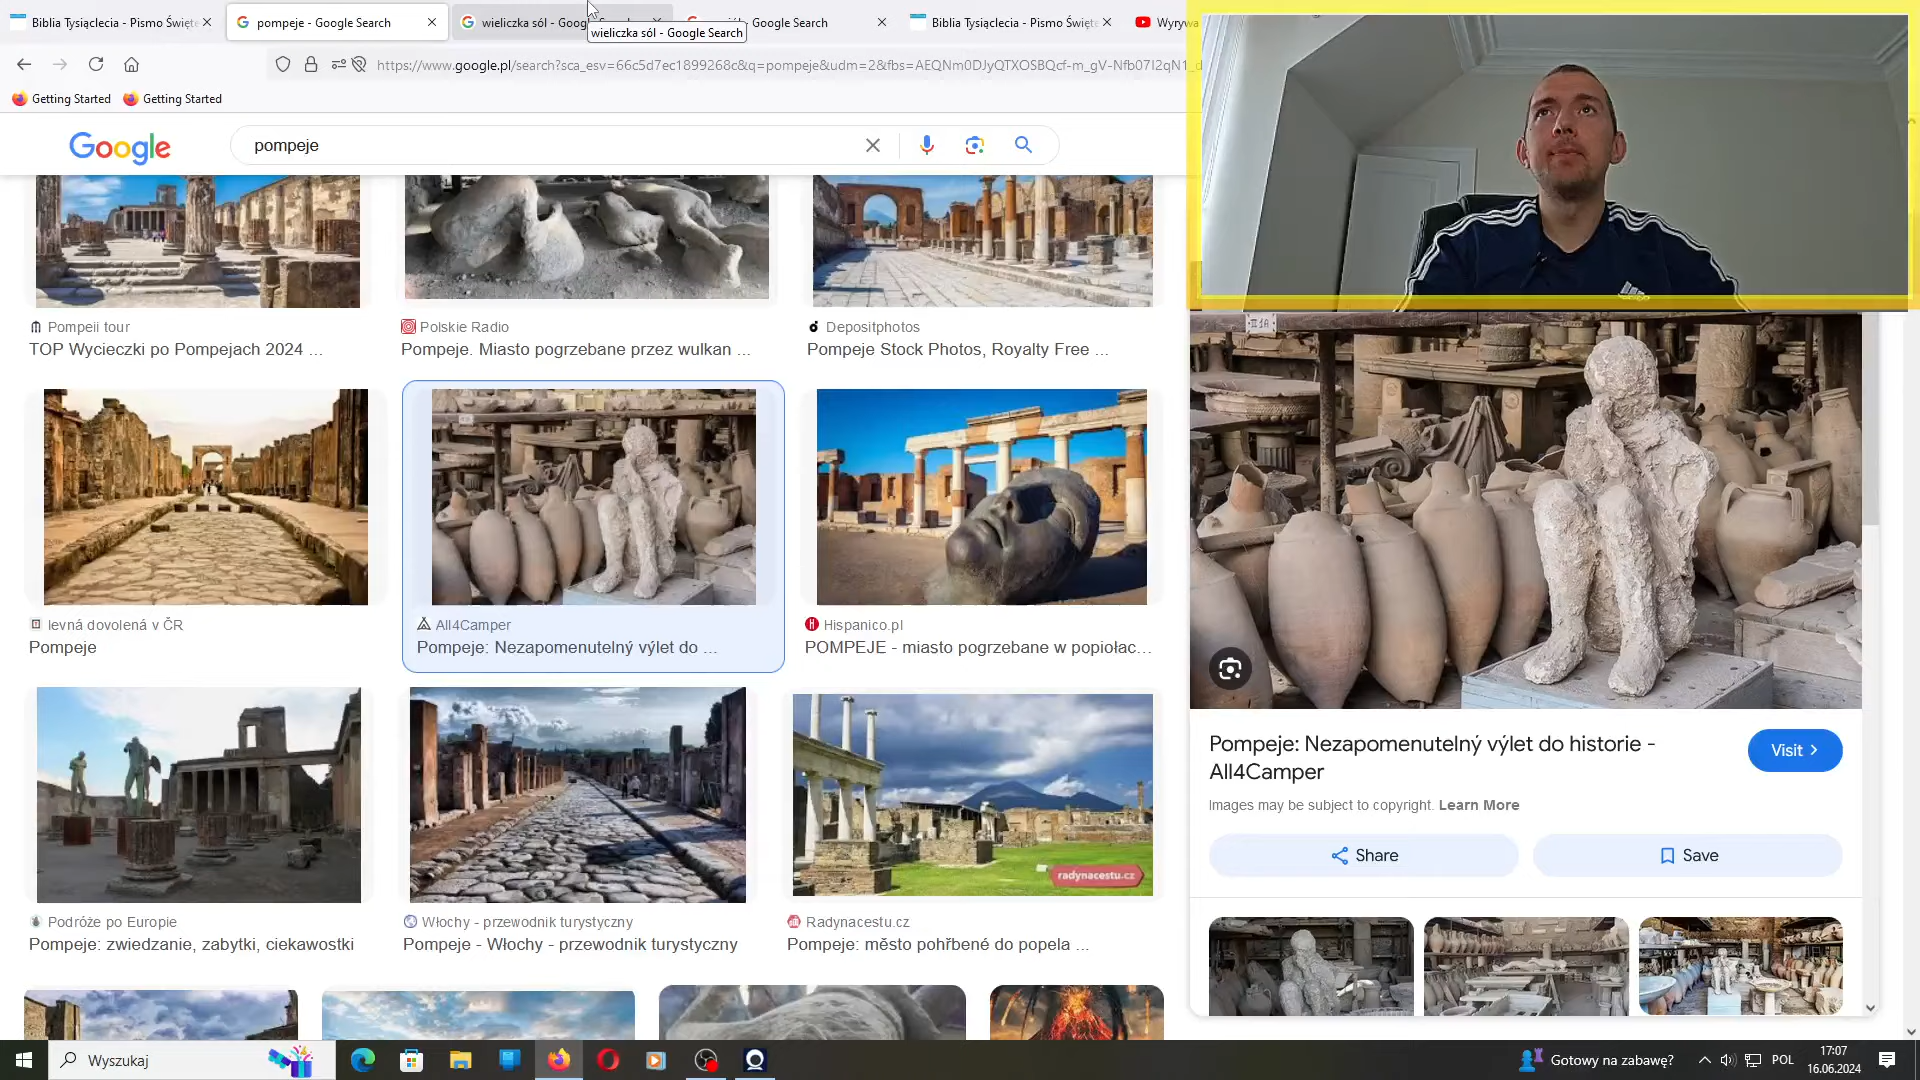 Biblia Tysiąclecia - Pismo Święte
pompeje - Google Search
wieliczka sól - Goog
Google Search
Biblia Tysiąclecia - Pismo Święte
Wyrywa
wieliczka sól - Google Search
https://www.google.pl/search?sca_esv=66c5d7ec1899268c&q=pompeje&udm=2&fbs=AEQNm0DJyQTXOSBQcf-m_gV-Nfb07I2qN1_d
Getting Started
Getting Started
Google
pompeje
Pompeii tour
TOP Wycieczki po Pompejach 2024 ...
Polskie Radio
Pompeje. Miasto pogrzebane przez wulkan ...
Depositphotos
Pompeje Stock Photos, Royalty Free ...
levná dovolená v ČR
Pompeje
All4Camper
Pompeje: Nezapomenutelný výlet do ...
Hispanico.pl
POMPEJE - miasto pogrzebane w popiołac...
Podróże po Europie
Pompeje: zwiedzanie, zabytki, ciekawostki
Włochy - przewodnik turystyczny
Pompeje - Włochy - przewodnik turystyczny
radynacestu.cz
Radynacestu.cz
Pompeje: město pohřbené do popela ...
Pompeje: Nezapomenutelný výlet do historie -
All4Camper
Visit
Images may be subject to copyright. Learn More
Share
Save
Wyszukaj
Gotowy na zabawę?
POL
17:07
16.06.2024